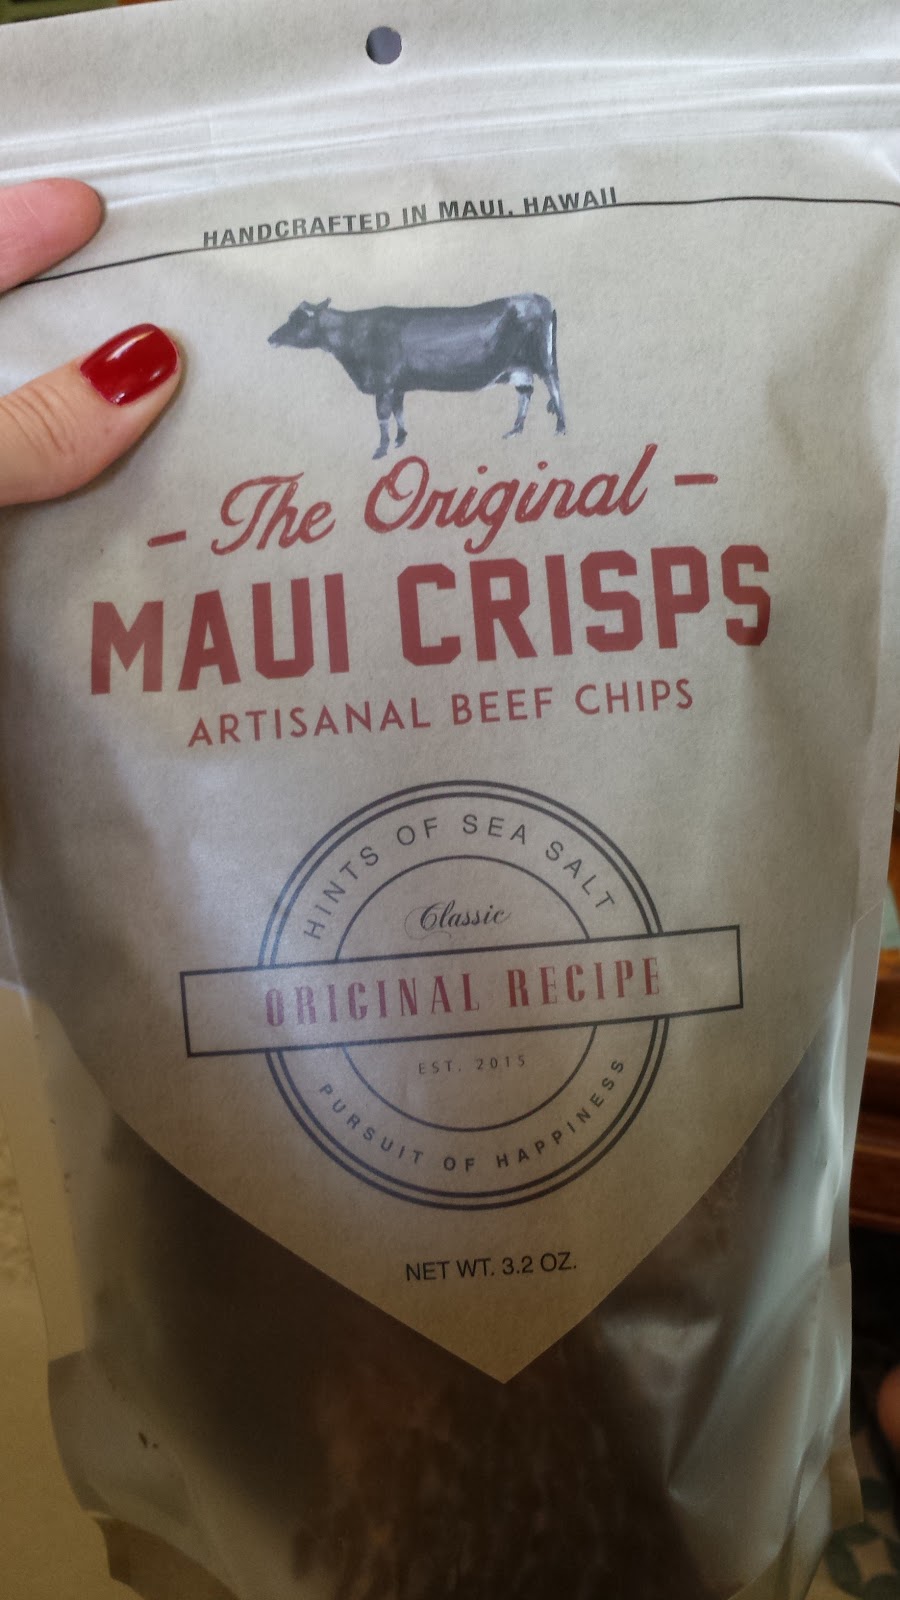 HANDCRAFTED IN MAUI, HAWAII
- The Original -
MAUI CRISPS
ARTISANAL BEEF CHIPS
HINTS OF SEA SALT
Classic
ORIGINAL RECIPE
EST. 2015
PURSUIT OF HAPPINESS
NET WT. 3.2 OZ.